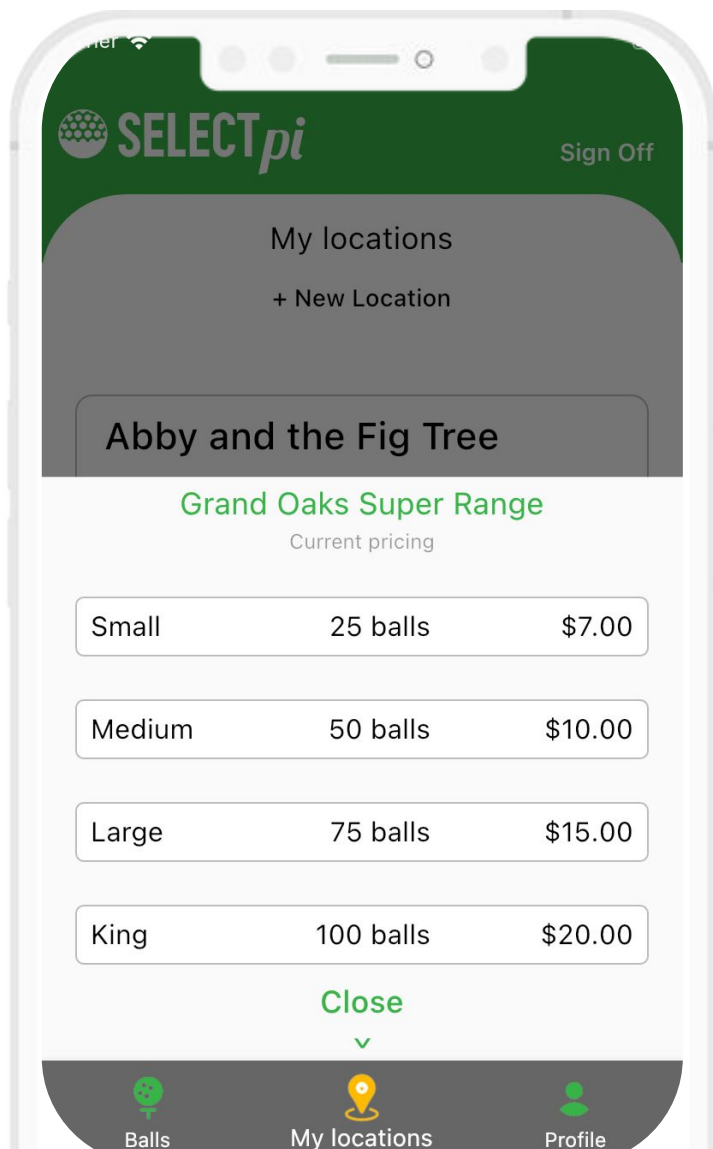 SELECTpi
Sign Off
My locations
+ New Location
Abby and the Fig Tree
Grand Oaks Super Range
Current pricing
Small 25 balls $7.00
Medium 50 balls $10.00
Large 75 balls $15.00
King 100 balls $20.00
Close
Balls My locations Profile